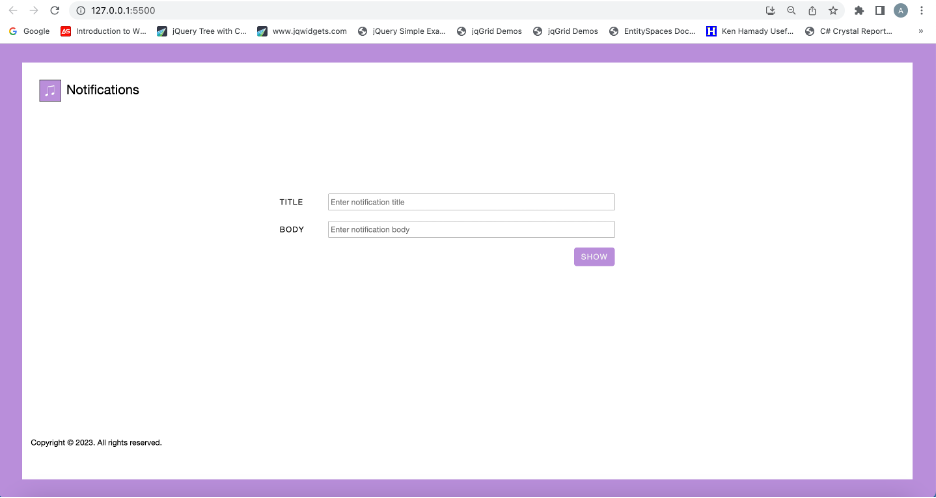 127.0.0.1:5500
A
G Google
Introduction to W...
jQuery Tree with C...
www.jqwidgets.com
jQuery Simple Exa...
jqGrid Demos
jqGrid Demos
EntitySpaces Doc...
H Ken Hamady Usef...
C# Crystal Report...
»
Notifications
TITLE Enter notification title
BODY Enter notification body
SHOW
Copyright © 2023. All rights reserved.